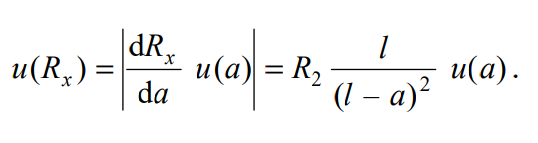 u(R_x) = |dR_x/da u(a)| = R_2 l/(l – a)^2 u(a).